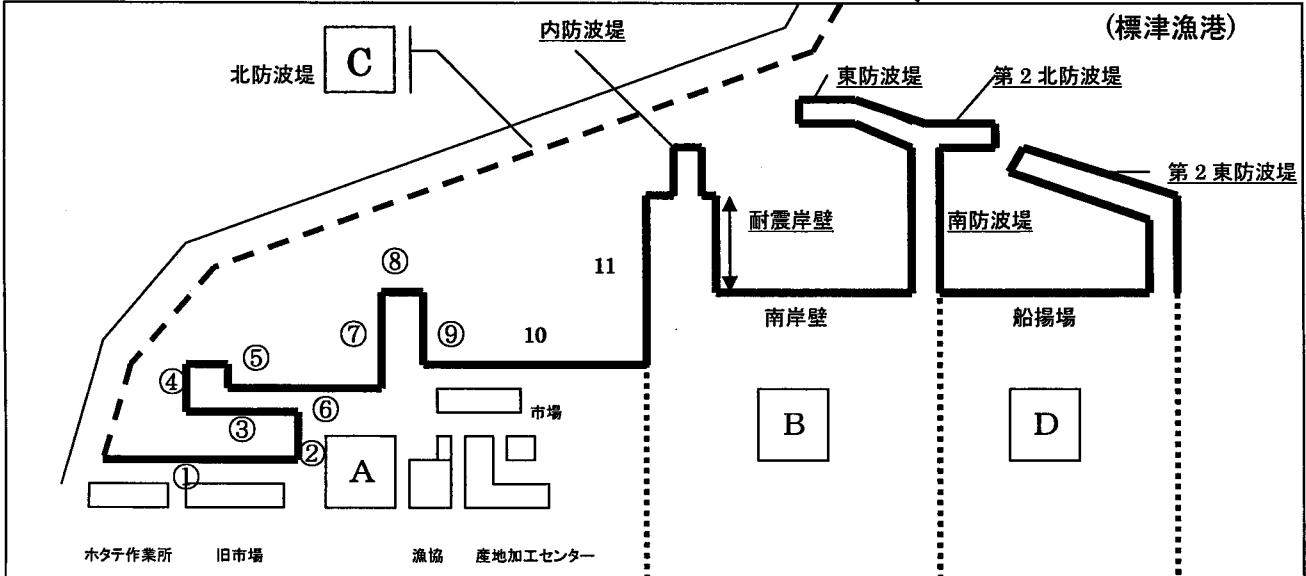 (標津漁港)
内防波堤
北防波堤
C
東防波堤
第2北防波堤
第2東防波堤
耐震岸壁
南防波堤
⑧
11
⑦
⑨
10
南岸壁
船揚場
⑤
④
⑥
市場
③
②
①
A
B
D
ホタテ作業所
旧市場
漁協
産地加工センター